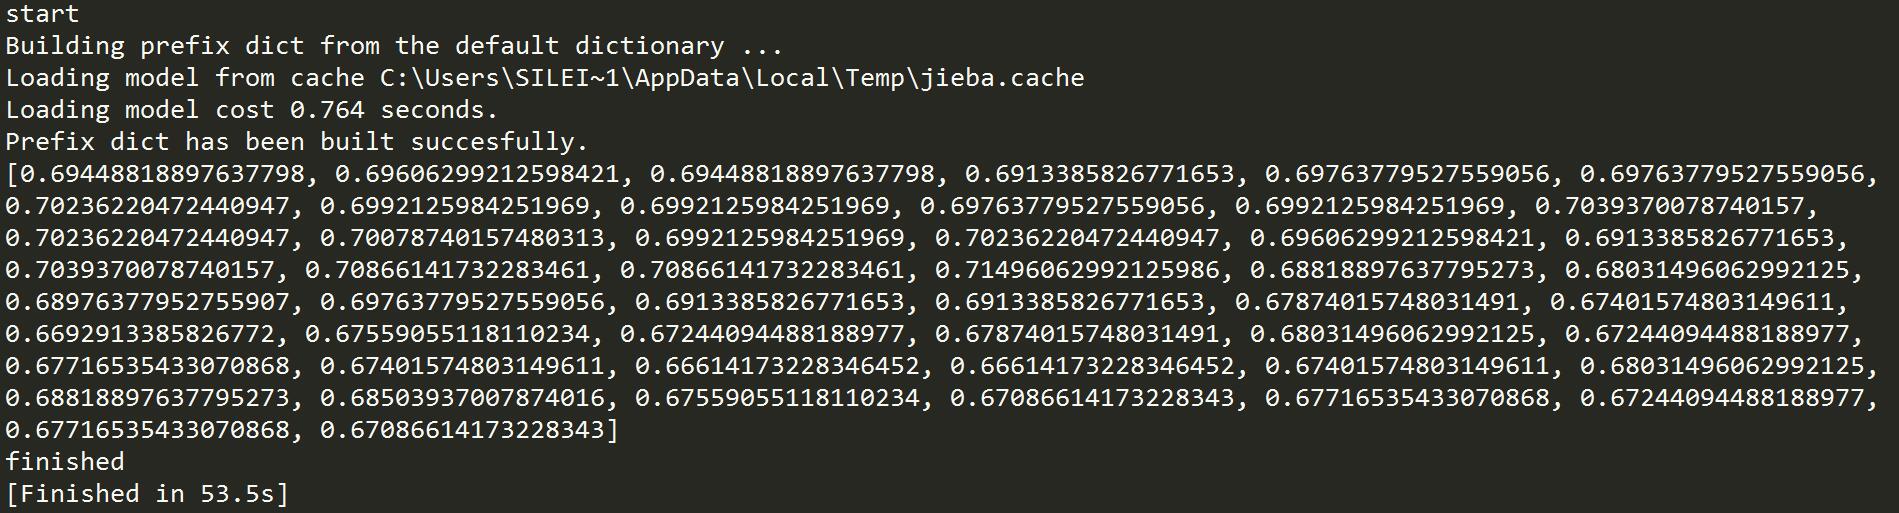 start
Building prefix dict from the default dictionary ...
Loading model from cache C:\Users\SILEI~1\AppData\Local\Temp\jieba.cache
Loading model cost 0.764 seconds.
Prefix dict has been built succesfully.
[0.69448818897637798, 0.69606299212598421, 0.69448818897637798, 0.6913385826771653, 0.69763779527559056, 0.69763779527559056,
0.70236220472440947, 0.6992125984251969, 0.6992125984251969, 0.69763779527559056, 0.6992125984251969, 0.7039370078740157,
0.70236220472440947, 0.70078740157480313, 0.6992125984251969, 0.70236220472440947, 0.69606299212598421, 0.6913385826771653,
0.7039370078740157, 0.70866141732283461, 0.70866141732283461, 0.71496062992125986, 0.68818897637795273, 0.68031496062992125,
0.68976377952755907, 0.69763779527559056, 0.6913385826771653, 0.6913385826771653, 0.67874015748031491, 0.67401574803149611,
0.6692913385826772, 0.67559055118110234, 0.67244094488188977, 0.67874015748031491, 0.68031496062992125, 0.67244094488188977,
0.67716535433070868, 0.67401574803149611, 0.66614173228346452, 0.66614173228346452, 0.67401574803149611, 0.68031496062992125,
0.68818897637795273, 0.68503937007874016, 0.67559055118110234, 0.67086614173228343, 0.67716535433070868, 0.67244094488188977,
0.67716535433070868, 0.67086614173228343]
finished
[Finished in 53.5s]